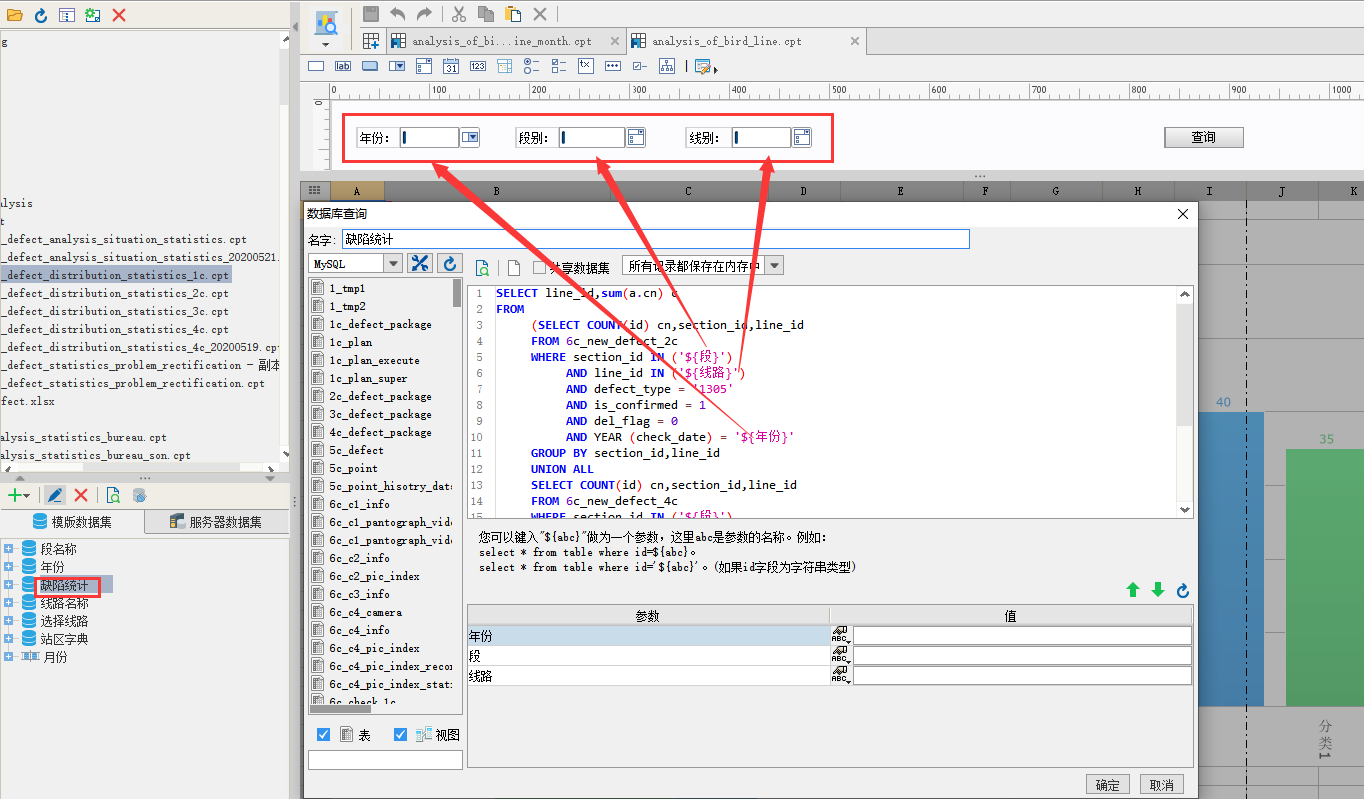 g
analysis_of_bi...ine_month.cpt
analysis_of_bird_line.cpt
lab
31
123
0
100
200
300
400
500
600
700
800
900
1000
年份：
段别：
线别：
查询
A
B
C
D
E
F
G
H
I
J
K
lysis
t
_defect_analysis_situation_statistics.cpt
_defect_analysis_situation_statistics_20200521.
_defect_distribution_statistics_1c.cpt
_defect_distribution_statistics_2c.cpt
_defect_distribution_statistics_3c.cpt
_defect_distribution_statistics_4c.cpt
_defect_distribution_statistics_4c_20200519.cpt
_defect_statistics_problem_rectification - 副本
_defect_statistics_problem_rectification.cpt
fect.xlsx
alysis_statistics_bureau.cpt
alysis_statistics_bureau_son.cpt
模版数据集
服务器数据集
段名称
年份
缺陷统计
线路名称
选择线路
站区字典
月份
数据库查询
名字：
缺陷统计
MySQL
共享数据集
所有记录都保存在内存中
1_tmp1
1_tmp2
1c_defect_package
1c_plan
1c_plan_execute
1c_plan_super
2c_defect_package
3c_defect_package
4c_defect_package
5c_defect
5c_point
5c_point_hisotry_dat
6c_c1_info
6c_c1_pantograph_vid
6c_c1_pantograph_vid
6c_c2_info
6c_c2_pic_index
6c_c3_info
6c_c4_camera
6c_c4_info
6c_c4_pic_index
6c_c4_pic_index_reco
6c_c4_pic_index_stat
6c_check_1c
表
视图
1 SELECT line_id,sum(a.cn) c
2 FROM
3 (SELECT COUNT(id) cn,section_id,line_id
4 FROM 6c_new_defect_2c
5 WHERE section_id IN ('${段}')
6 AND line_id IN ('${线路}')
7 AND defect_type = '1305'
8 AND is_confirmed = 1
9 AND del_flag = 0
10 AND YEAR (check_date) = '${年份}'
11 GROUP BY section_id,line_id
12 UNION ALL
13 SELECT COUNT(id) cn,section_id,line_id
14 FROM 6c_new_defect_4c
15 WHERE section_id IN ('${段}')
您可以键入"${abc}"做为一个参数，这里abc是参数的名称。例如：
select * from table where id=${abc}。
select * from table where id='${abc}'。(如果id字段为字符串类型)
参数
值
年份
ABC
段
ABC
线路
ABC
确定
取消
40
35
分类1